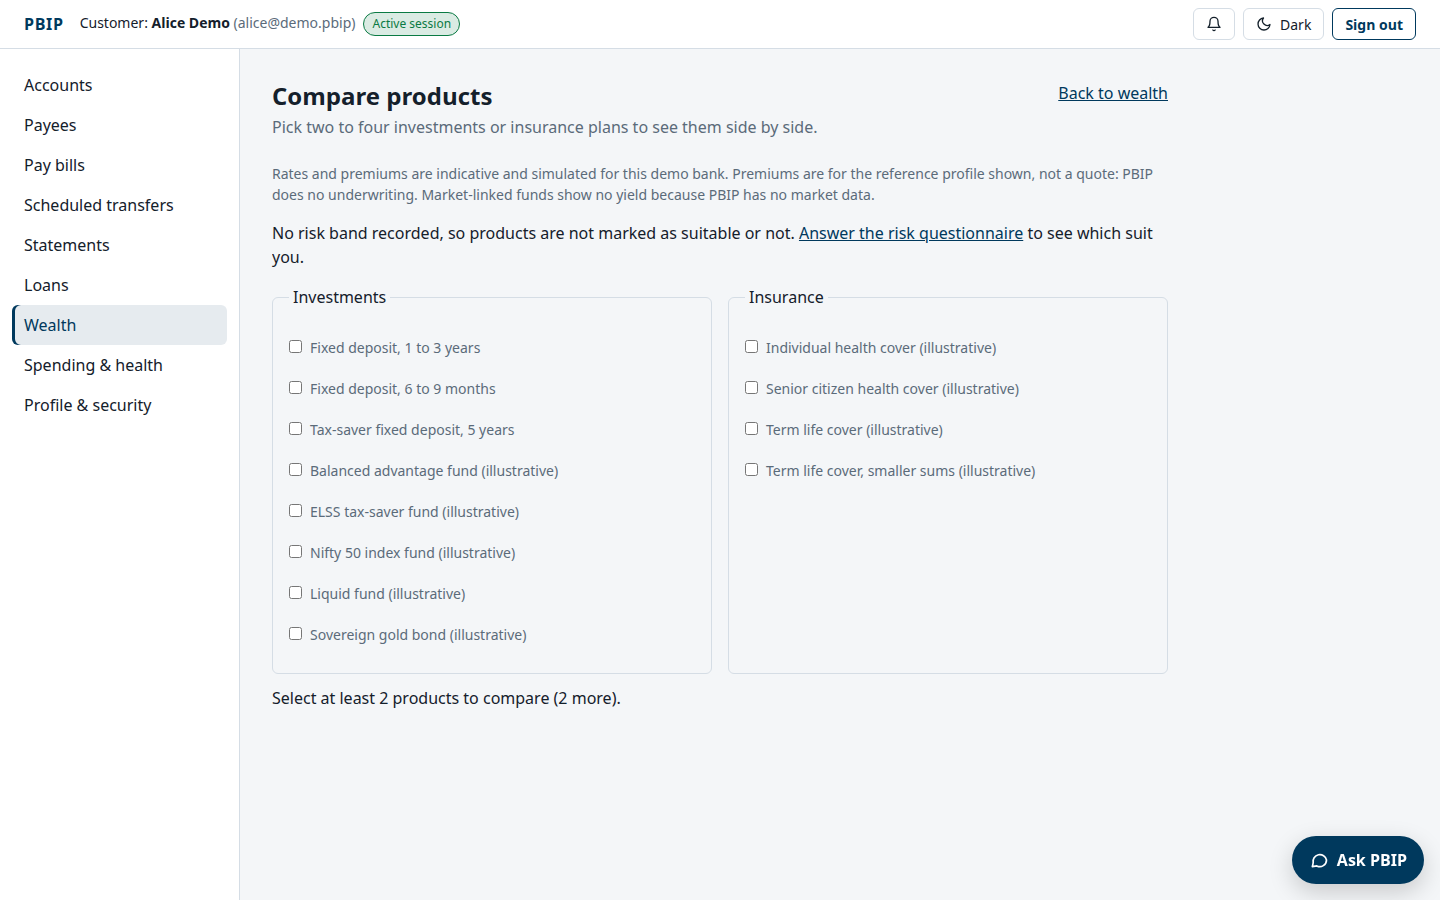 PBIP
Customer: Alice Demo (alice@demo.pbip)
Active session
Dark
Sign out
Accounts
Payees
Pay bills
Scheduled transfers
Statements
Loans
Wealth
Spending & health
Profile & security
Compare products
Back to wealth
Pick two to four investments or insurance plans to see them side by side.
Rates and premiums are indicative and simulated for this demo bank. Premiums are for the reference profile shown, not a quote: PBIP
does no underwriting. Market-linked funds show no yield because PBIP has no market data.
No risk band recorded, so products are not marked as suitable or not. Answer the risk questionnaire to see which suit
you.
Investments
Fixed deposit, 1 to 3 years
Fixed deposit, 6 to 9 months
Tax-saver fixed deposit, 5 years
Balanced advantage fund (illustrative)
ELSS tax-saver fund (illustrative)
Nifty 50 index fund (illustrative)
Liquid fund (illustrative)
Sovereign gold bond (illustrative)
Insurance
Individual health cover (illustrative)
Senior citizen health cover (illustrative)
Term life cover (illustrative)
Term life cover, smaller sums (illustrative)
Select at least 2 products to compare (2 more).
Ask PBIP